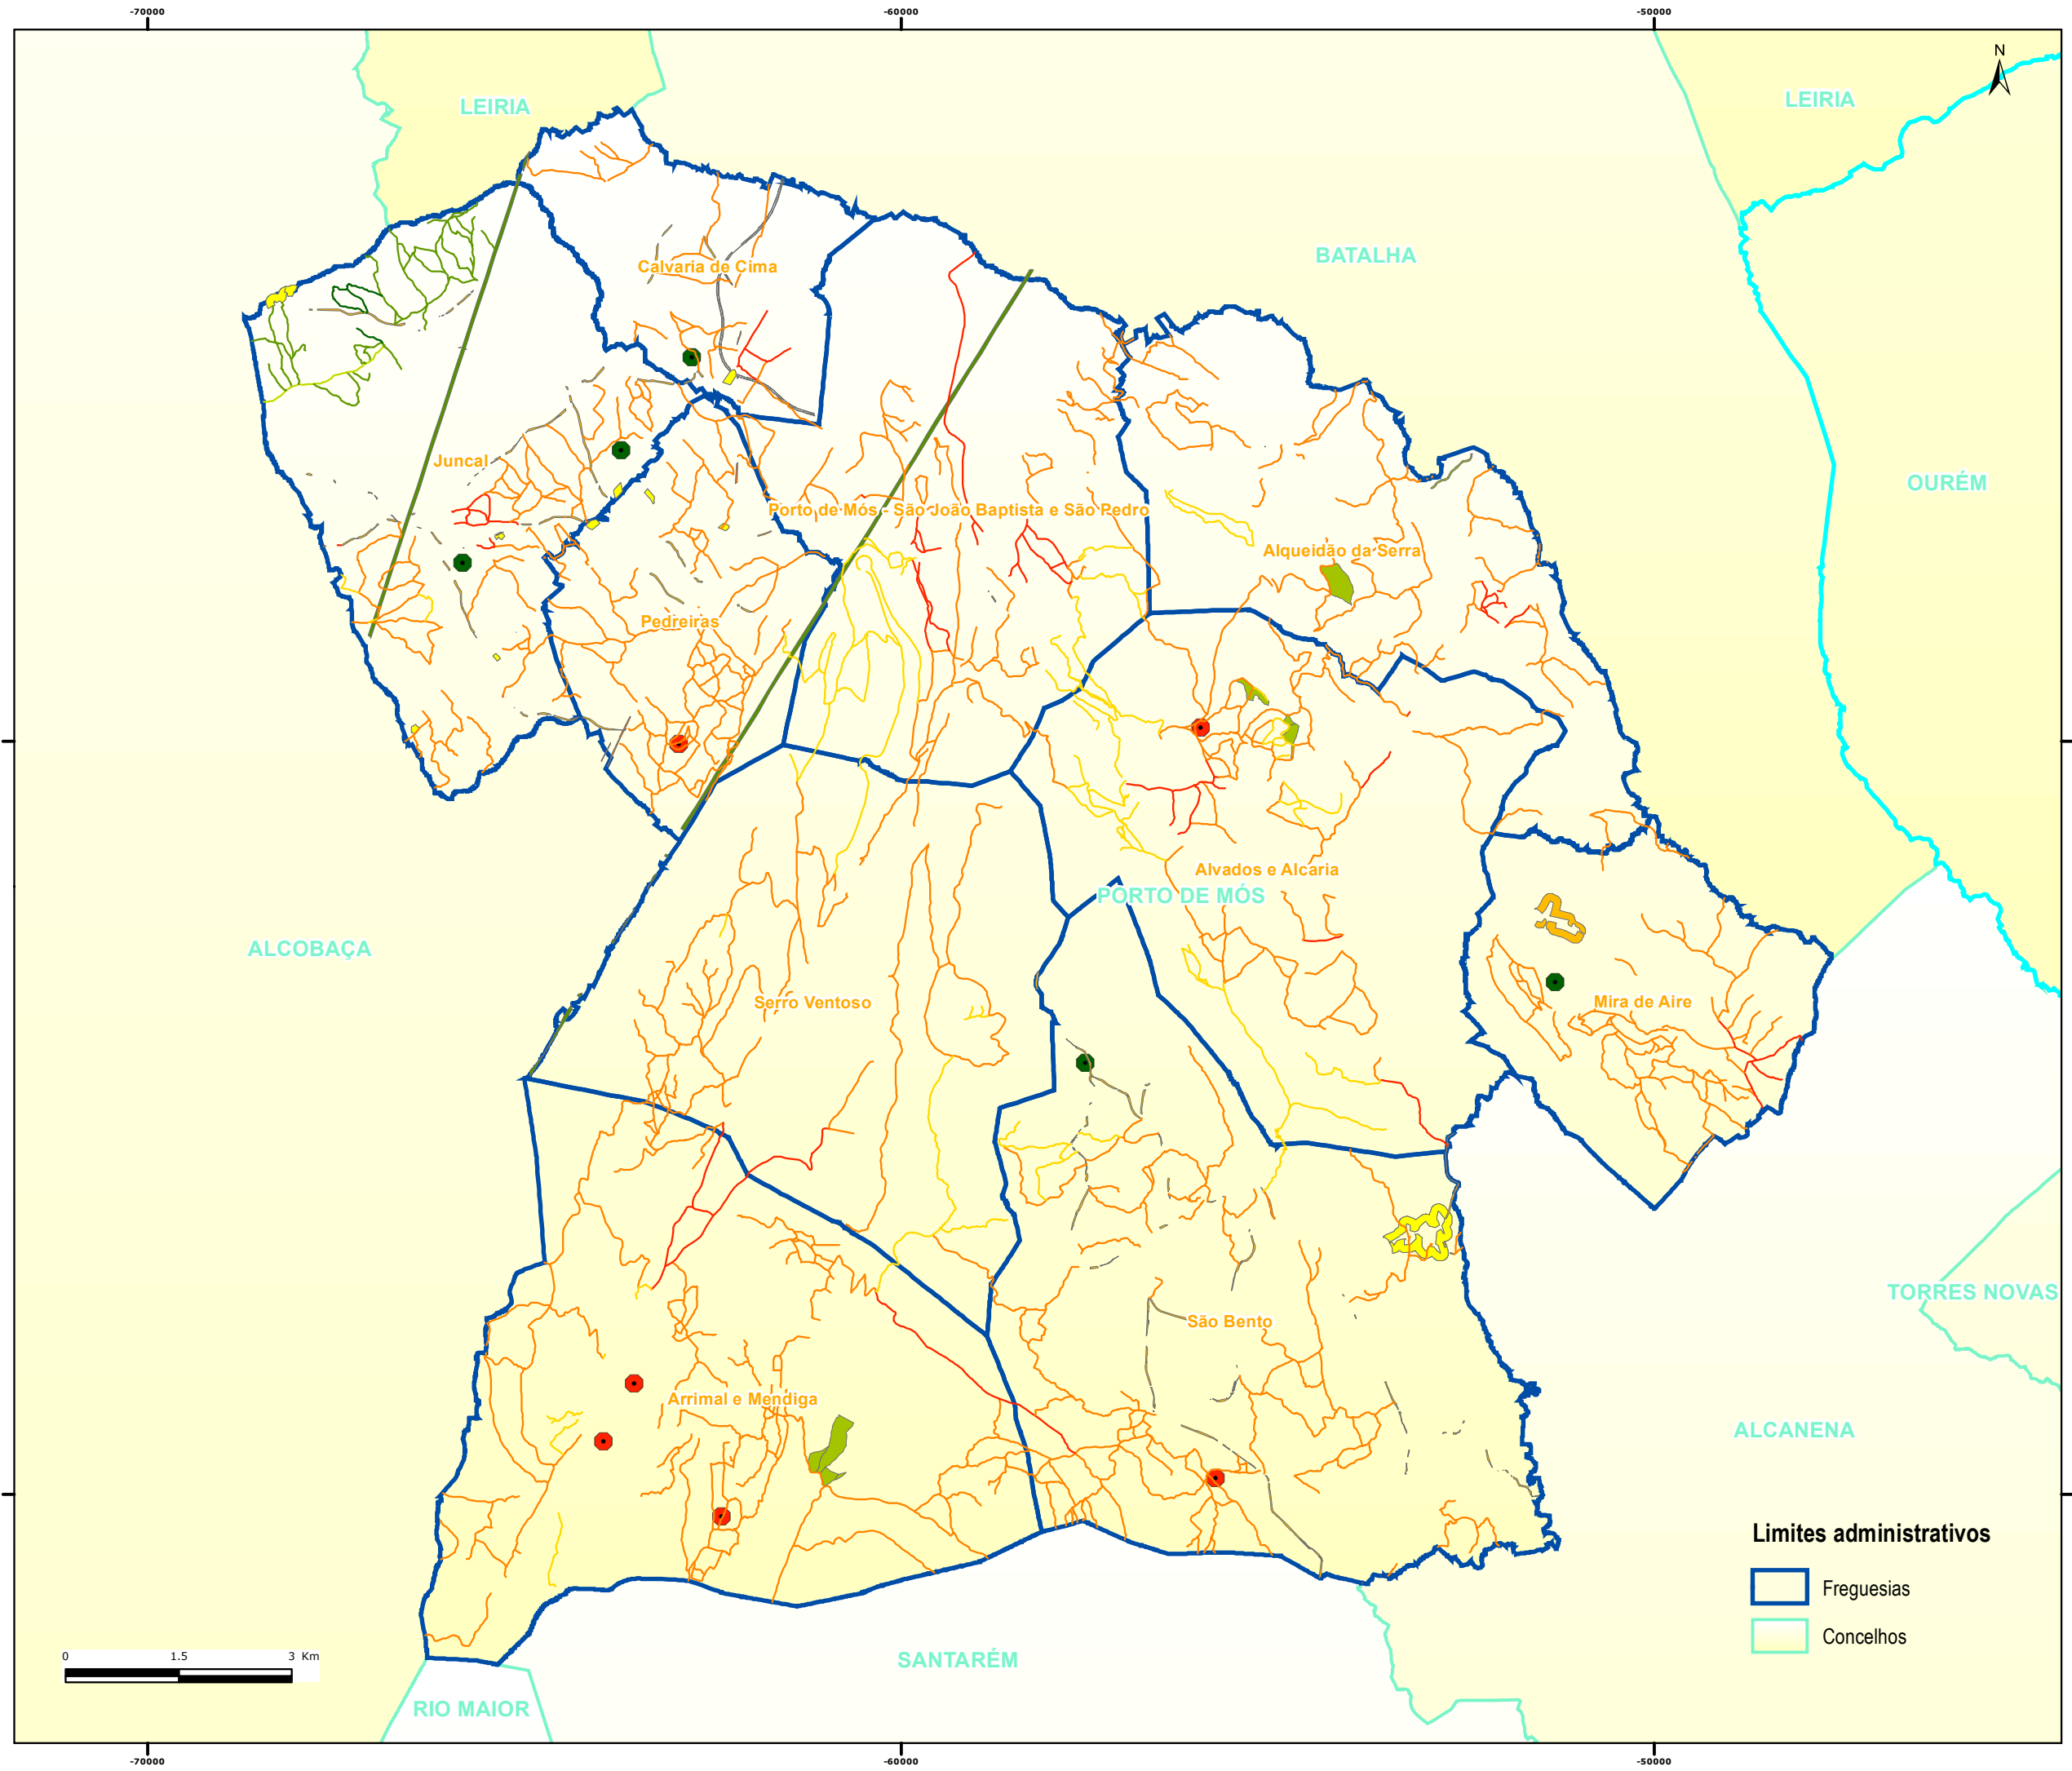 -70000
-60000
-50000
N
LEIRIA
LEIRIA
BATALHA
Calvaria de Cima
Juncal
OURÉM
Porto de Mós - São João Baptista e São Pedro
Alqueidão da Serra
Pedreiras
Alvados e Alcaria
PORTO DE MÓS
ALCOBAÇA
Serro Ventoso
Mira de Aire
TORRES NOVAS
São Bento
Arrimal e Mendiga
ALCANENA
Limites administrativos
Freguesias
Concelhos
0 1.5 3 Km
SANTARÉM
RIO MAIOR
-70000
-60000
-50000